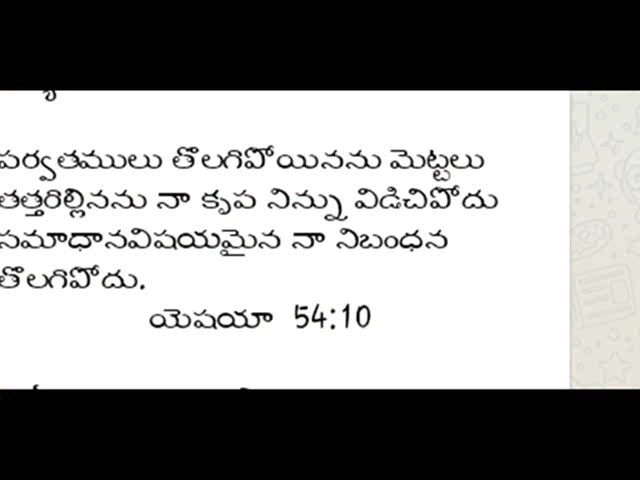 పర్వతములు తొలగిపోయినను మెట్టలు
తత్తరిల్లినను నా కృప నిన్ను విడిచిపోదు
సమాధానవిషయమైన నా నిబంధన
తొలగిపోదు.
యెషయా 54:10